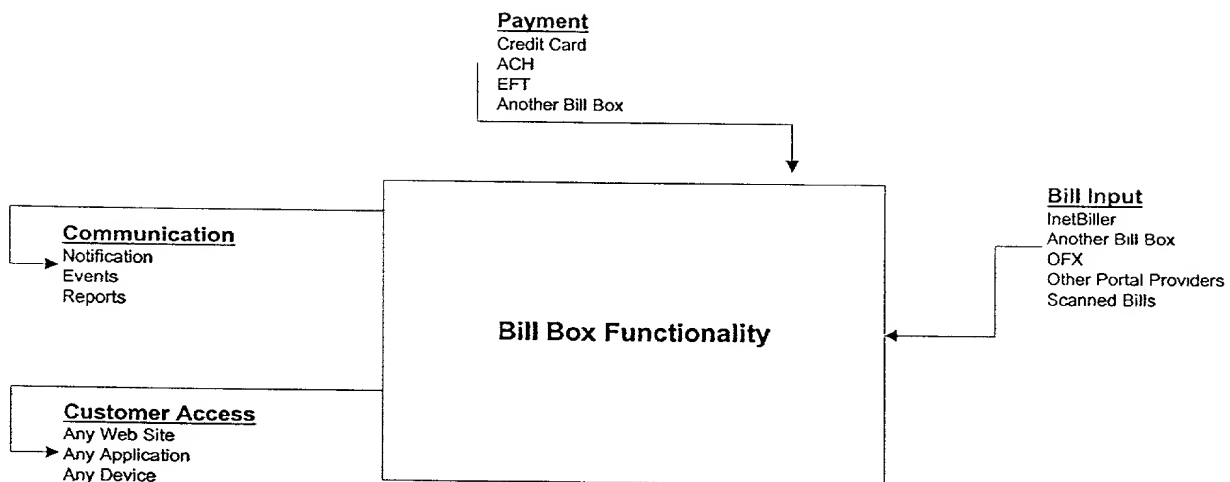 Payment
Credit Card
ACH
EFT
Another Bill Box
Bill Input
InetBiller
Another Bill Box
OFX
Other Portal Providers
Scanned Bills
Communication
Notification
Events
Reports
Bill Box Functionality
Customer Access
Any Web Site
Any Application
Any Device